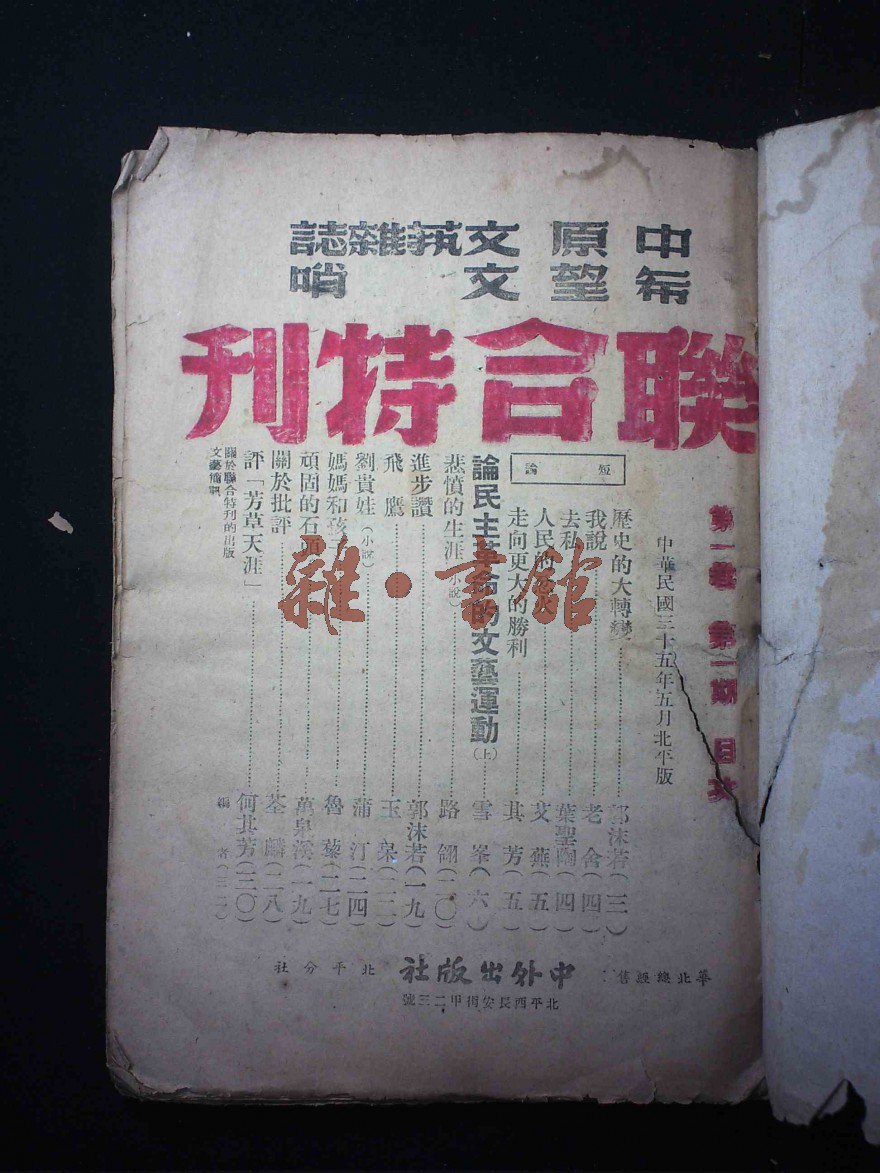 中原 文藝雜誌
希望 文哨
聯合特刊
第一卷 第一期 目次
中華民國三十五年五月北平版
短論
歷史的大轉變……郭沫若(三)
我說……老舍(四)
去私……葉聖陶(四)
人民的……艾蕪(五)
走向更大的勝利……其芳(五)
論民主革命的文藝運動(上)……雪峯(六)
悲憤的生涯(小說)……路翎(二〇)
進步讚……郭沫若(一九)
飛鷹……玉杲(二三)
劉貴娃(小說)……蒲汀(二四)
媽媽和孩子……魯藜(二七)
頑固的石頭……萬泉溪(一九)
關於批評……荃麟(二八)
評「芳草天涯」……何其芳(三〇)
關於聯合特刊的出版
文藝簡訊
編者(三二)
華北總經售:
中外出版社 北平分社
北平西長安街甲二三號
雜·書館